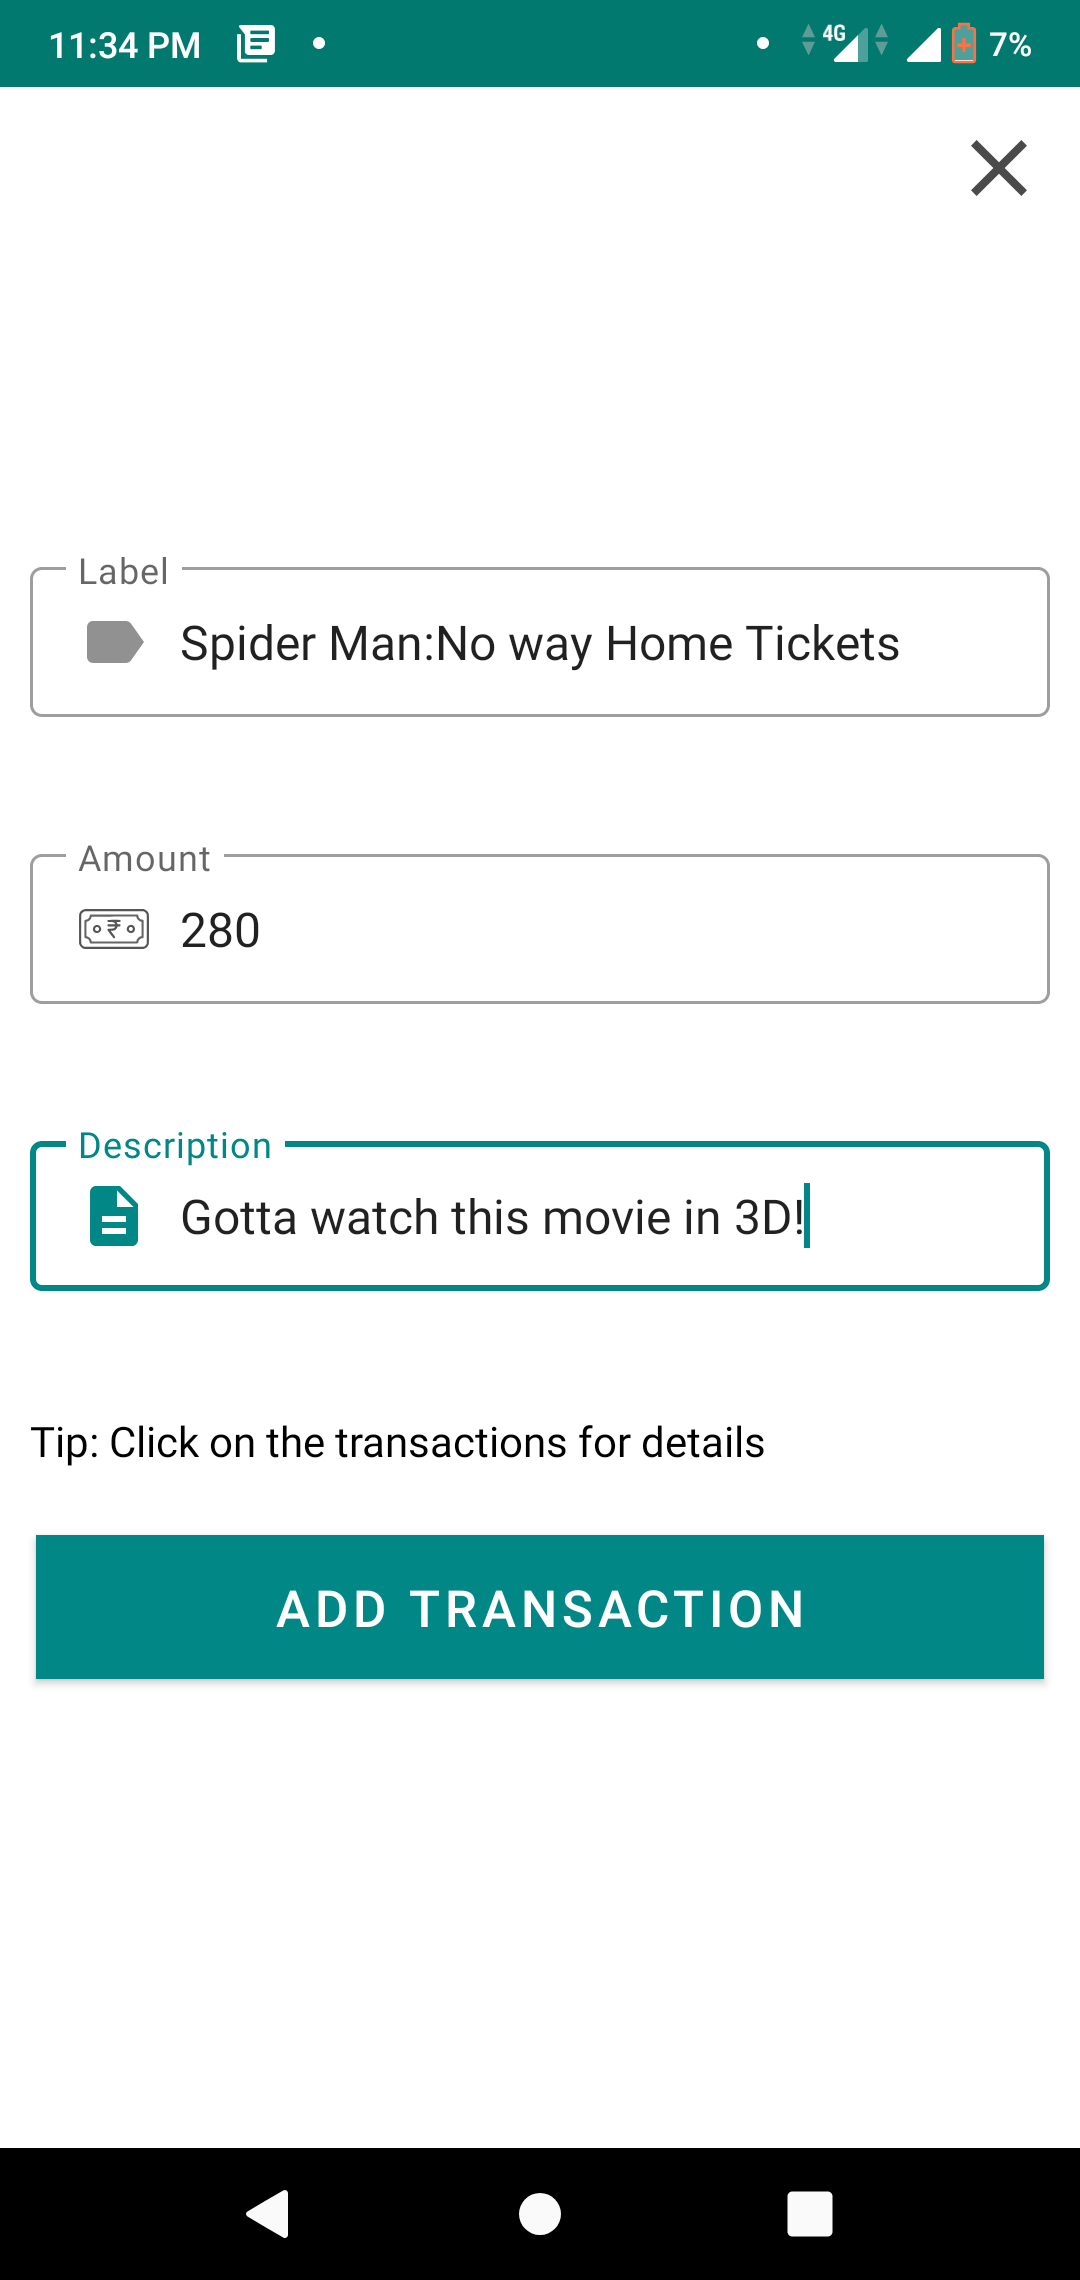 11:34 PM 4G 7%
Label
Spider Man:No way Home Tickets
Amount
280
Description
Gotta watch this movie in 3D!
Tip: Click on the transactions for details
ADD TRANSACTION